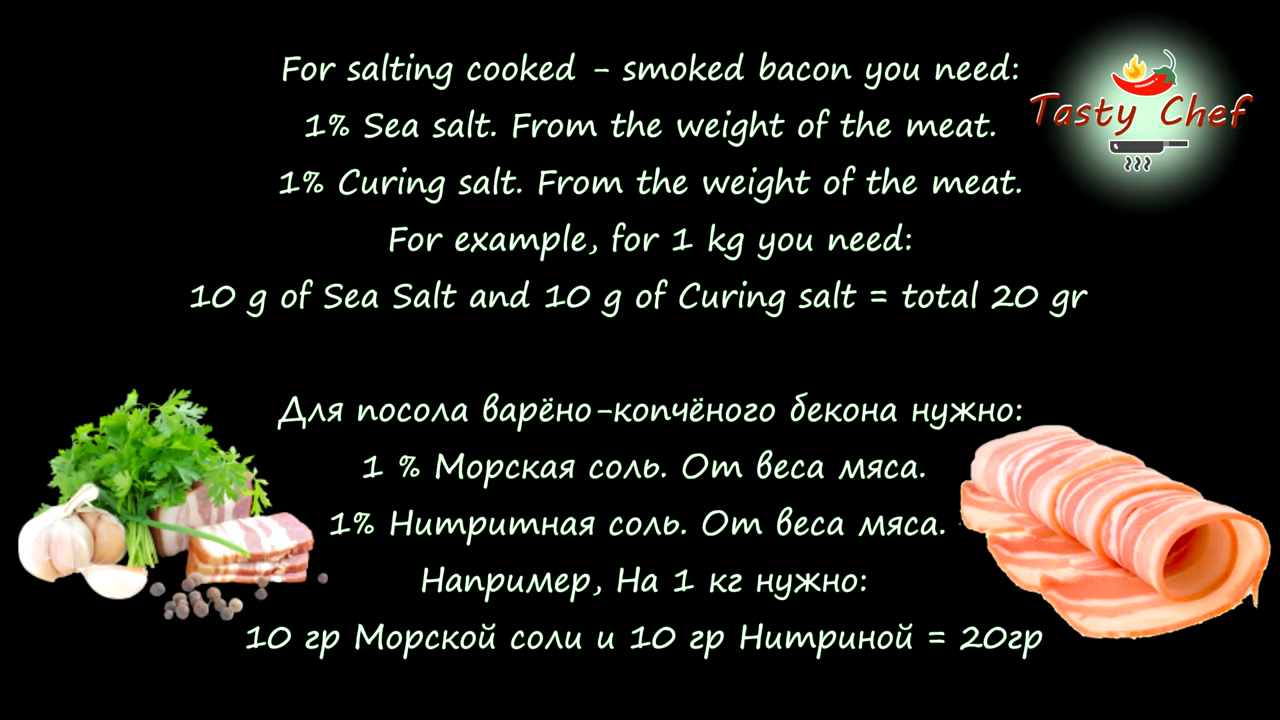 For salting cooked - smoked bacon you need:
1% Sea salt. From the weight of the meat.
1% Curing salt. From the weight of the meat.
For example, for 1 kg you need:
10 g of Sea Salt and 10 g of Curing salt = total 20 gr
Tasty Chef
Для посола варёно-копчёного бекона нужно:
1 % Морская соль. От веса мяса.
1% Нитритная соль. От веса мяса.
Например, На 1 кг нужно:
10 гр Морской соли и 10 гр Нитриной = 20гр